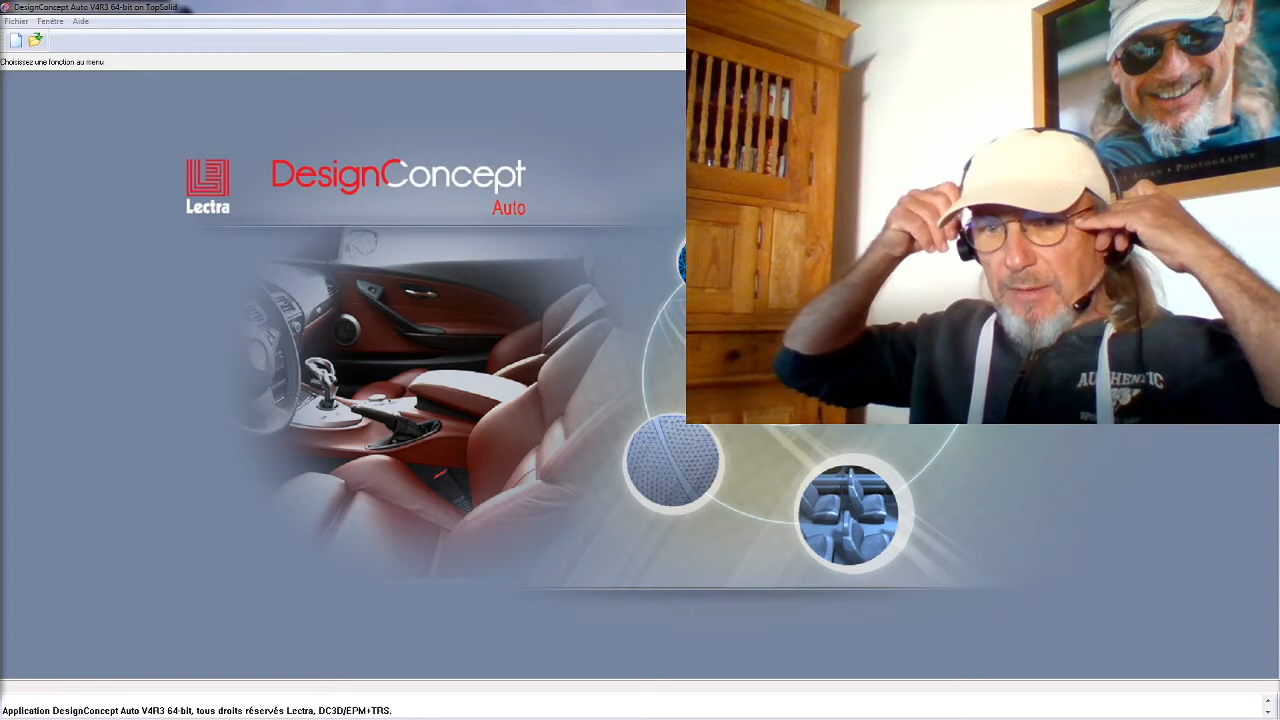 DesignConcept Auto V4R3 64-bit on TopSolid
Fichier Fenêtre Aide
Choisissez une fonction au menu
DesignConcept
Auto
Lectra
PHOTOGRAPHY
AUTHENTIC
Application DesignConcept Auto V4R3 64-bit, tous droits réservés Lectra, DC3D/EPM+TRS.